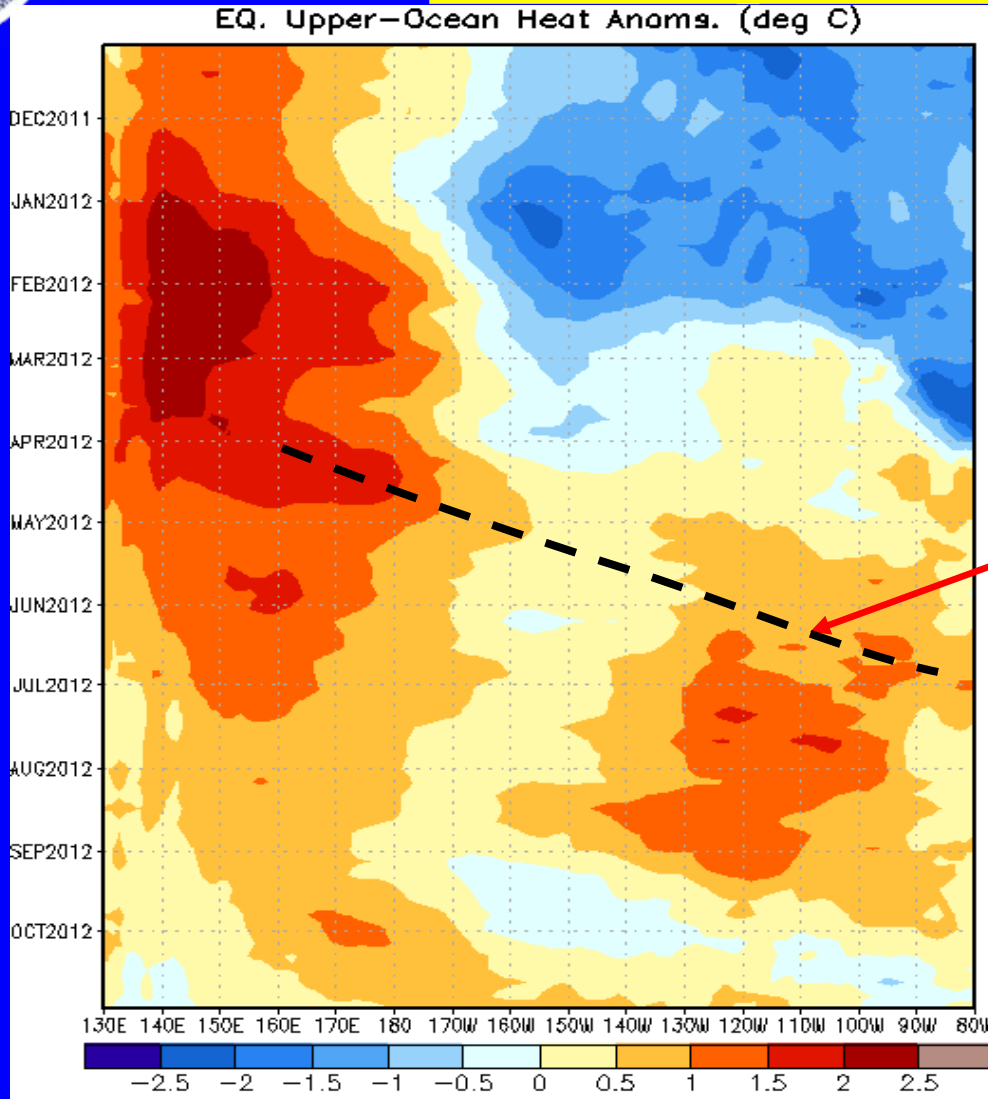 EQ. Upper-Ocean Heat Anoms. (deg C)
DEC2011
JAN2012
FEB2012
MAR2012
APR2012
MAY2012
JUN2012
JUL2012
AUG2012
SEP2012
OCT2012
130E 140E 150E 160E 170E 180 170W 160W 150W 140W 130W 120W 110W 100W 90W 80W
-2.5 -2 -1.5 -1 -0.5 0 0.5 1 1.5 2 2.5